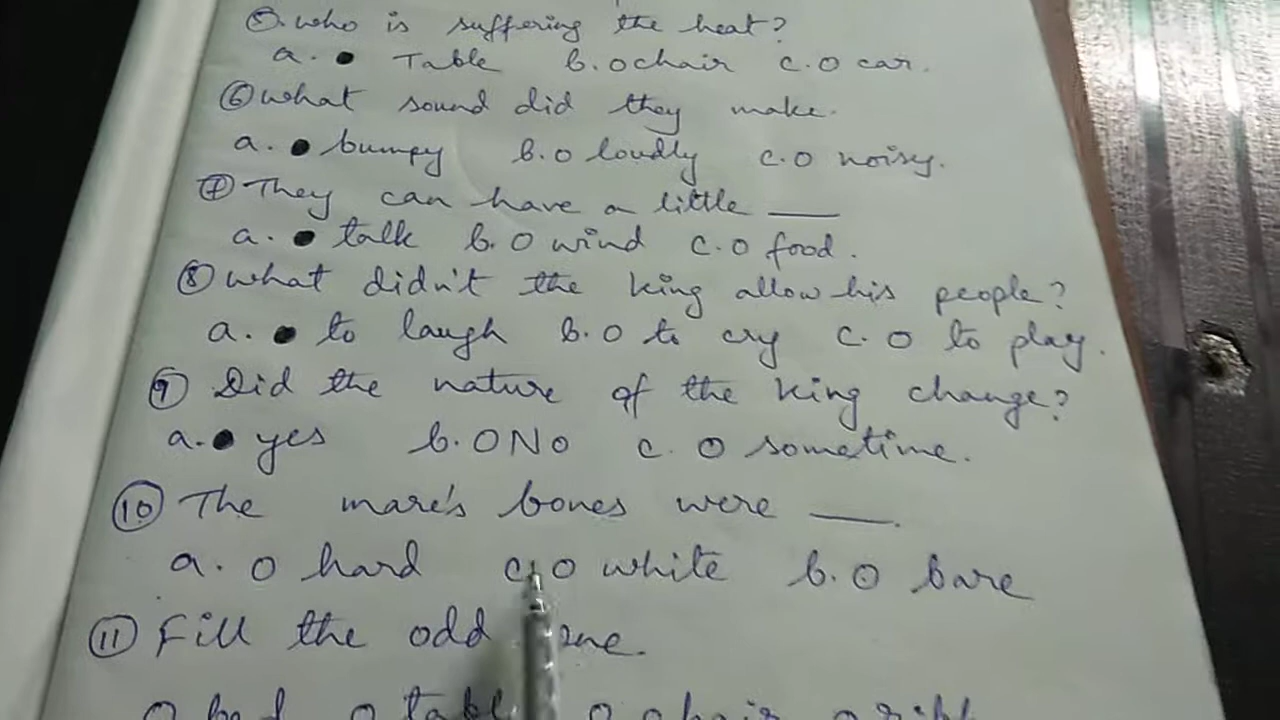 ⑤. who is suffering the heat?
a. ● Table b. o chair c. o car.
⑥ what sound did they make.
a. ● bumpy b. o loudly c. o noisy.
⑦ They can have a little ___
a. ● talk b. o wind c. o food.
⑧ what didn't the king allow his people?
a. ● to laugh b. o to cry c. o to play.
⑨ Did the nature of the king change?
a. ● yes b. o No c. o sometime.
⑩ The mare's bones were ___.
a. o hard c. o white b. o bare
⑪ Fill the odd one.
o bed o table o chair o